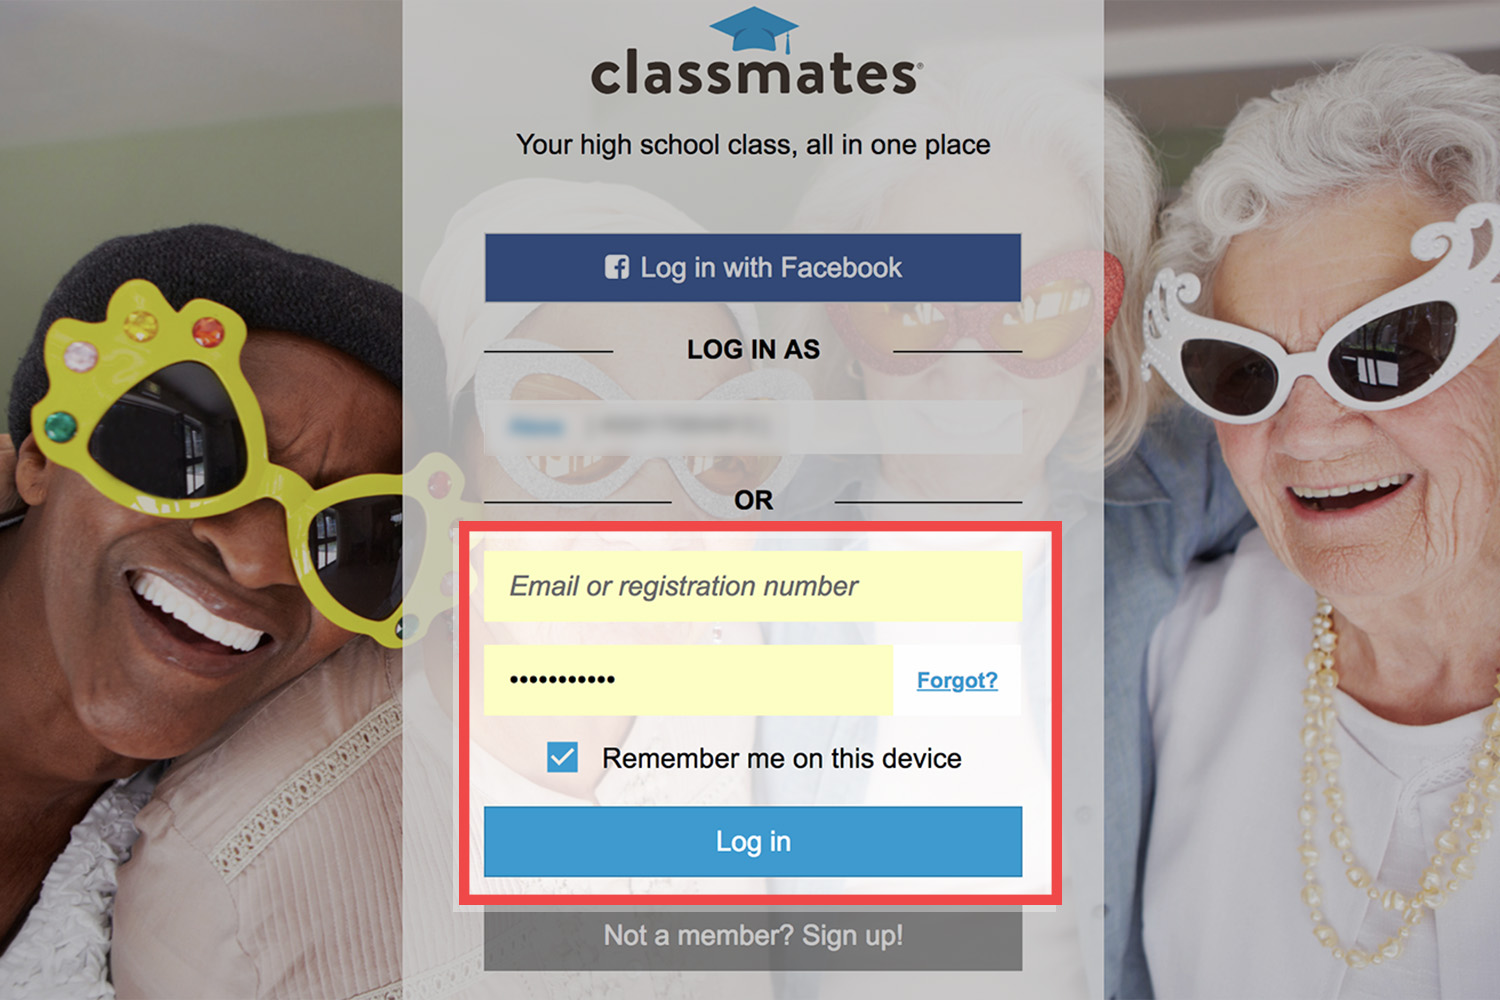 classmates®
Your high school class, all in one place
Log in with Facebook
LOG IN AS
OR
Email or registration number
•••••••••••
Forgot?
Remember me on this device
Log in
Not a member? Sign up!